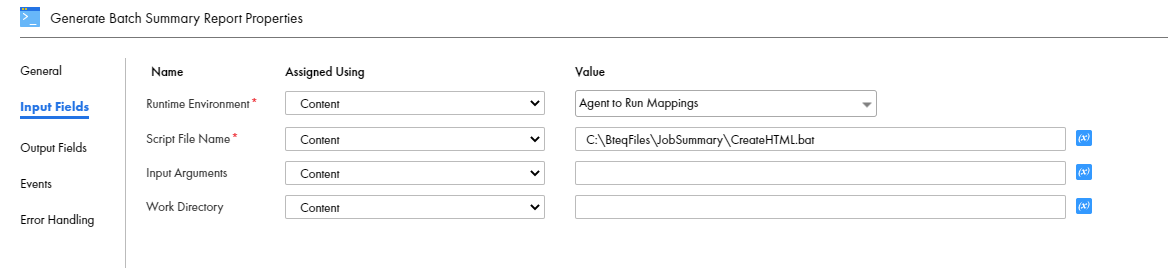 Generate Batch Summary Report Properties
General
Name Assigned Using Value
Input Fields
Runtime Environment* Content Agent to Run Mappings
Script File Name* Content C:\BteqFiles\JobSummary\CreateHTML.bat (x)
Output Fields
Input Arguments Content (x)
Events
Work Directory Content (x)
Error Handling